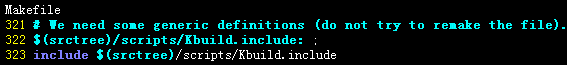 Makefile
321 # We need some generic definitions (do not try to remake the file).
322 $(srctree)/scripts/Kbuild.include: ;
323 include $(srctree)/scripts/Kbuild.include